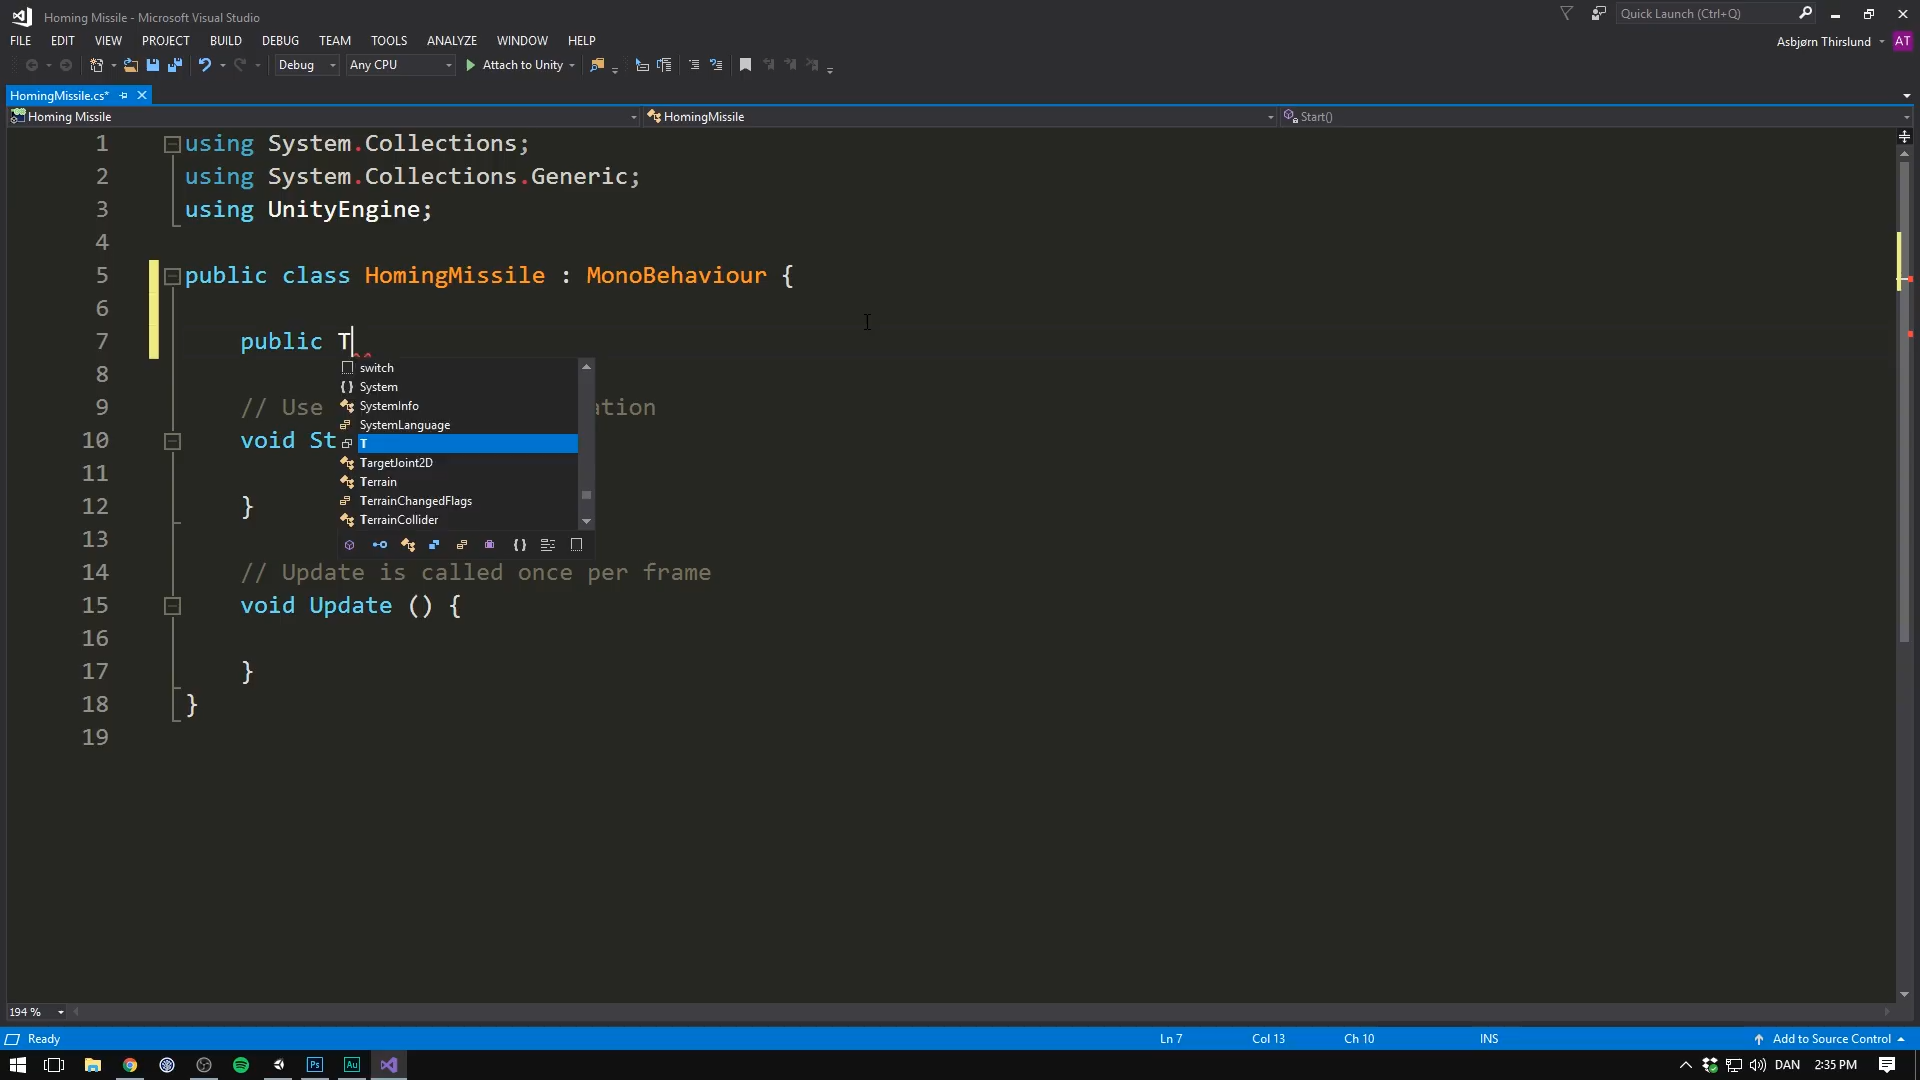 Homing Missile - Microsoft Visual Studio
Quick Launch (Ctrl+Q)
FILE EDIT VIEW PROJECT BUILD DEBUG TEAM TOOLS ANALYZE WINDOW HELP
Asbjørn Thirslund AT
Debug Any CPU Attach to Unity
HomingMissile.cs*
Homing Missile HomingMissile Start()
1 using System.Collections;
2 using System.Collections.Generic;
3 using UnityEngine;
4
5 public class HomingMissile : MonoBehaviour {
6
7 public T
switch
8
System
9 // Use ation
SystemInfo
SystemLanguage
10 void St
T
TargetJoint2D
11
Terrain
12 }
TerrainChangedFlags
TerrainCollider
13
14 // Update is called once per frame
15 void Update () {
16
17 }
18 }
19
194 %
Ready Ln 7 Col 13 Ch 10 INS Add to Source Control
Ps Au DAN 2:35 PM